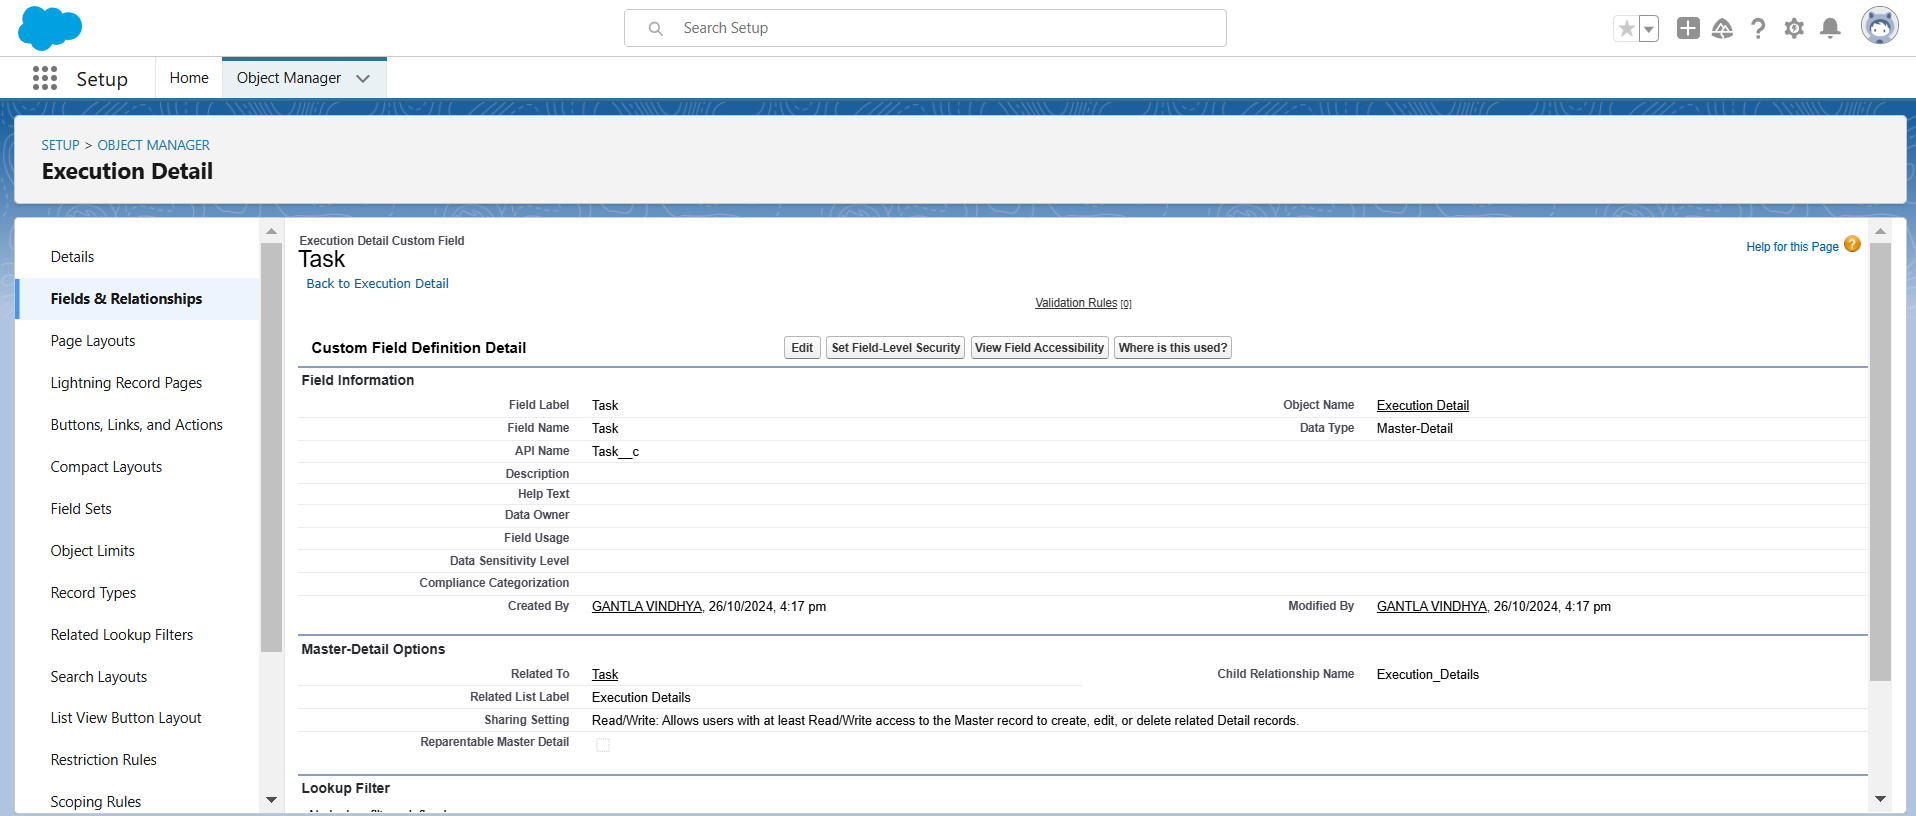 Search Setup
Setup
Home
Object Manager
SETUP > OBJECT MANAGER
Execution Detail
Details
Fields & Relationships
Page Layouts
Lightning Record Pages
Buttons, Links, and Actions
Compact Layouts
Field Sets
Object Limits
Record Types
Related Lookup Filters
Search Layouts
List View Button Layout
Restriction Rules
Scoping Rules
Execution Detail Custom Field
Task
Help for this Page
Back to Execution Detail
Validation Rules [0]
Custom Field Definition Detail
Edit
Set Field-Level Security
View Field Accessibility
Where is this used?
Field Information
Field Label Task Object Name Execution Detail
Field Name Task Data Type Master-Detail
API Name Task__c
Description
Help Text
Data Owner
Field Usage
Data Sensitivity Level
Compliance Categorization
Created By GANTLA VINDHYA, 26/10/2024, 4:17 pm Modified By GANTLA VINDHYA, 26/10/2024, 4:17 pm
Master-Detail Options
Related To Task Child Relationship Name Execution_Details
Related List Label Execution Details
Sharing Setting Read/Write: Allows users with at least Read/Write access to the Master record to create, edit, or delete related Detail records.
Reparentable Master Detail
Lookup Filter